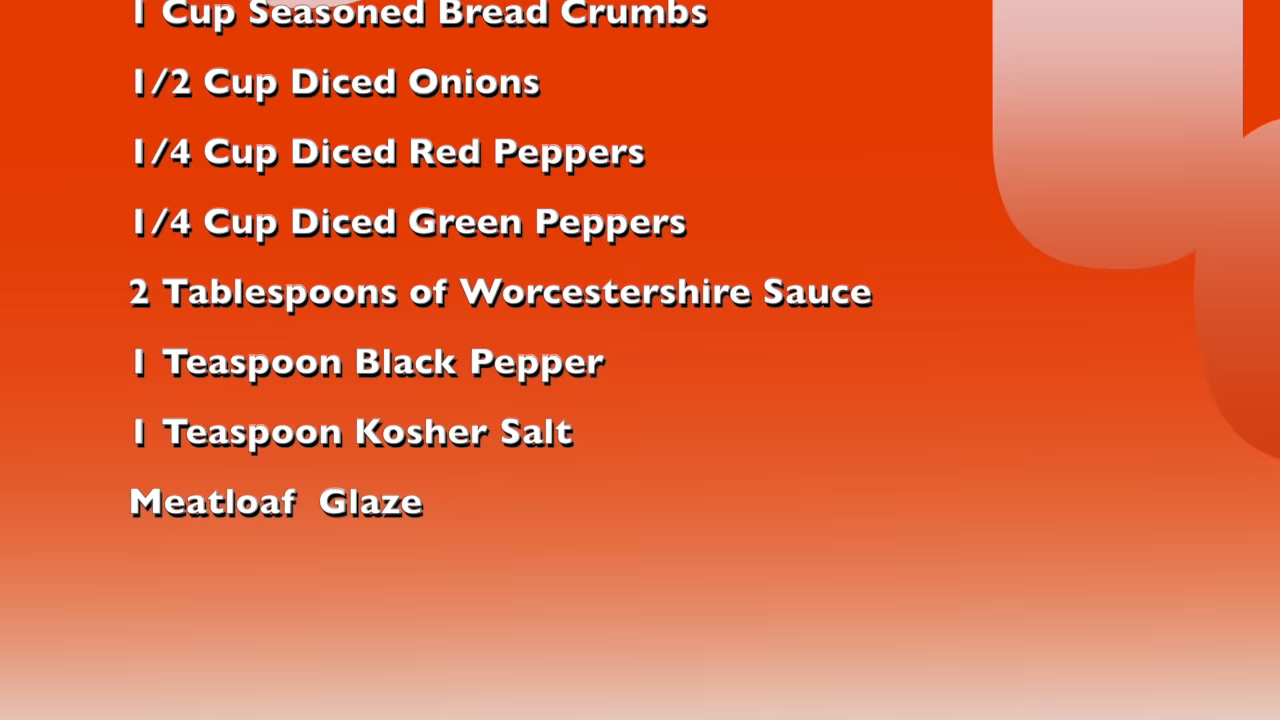 1 Cup Seasoned Bread Crumbs
1/2 Cup Diced Onions
1/4 Cup Diced Red Peppers
1/4 Cup Diced Green Peppers
2 Tablespoons of Worcestershire Sauce
1 Teaspoon Black Pepper
1 Teaspoon Kosher Salt
Meatloaf Glaze